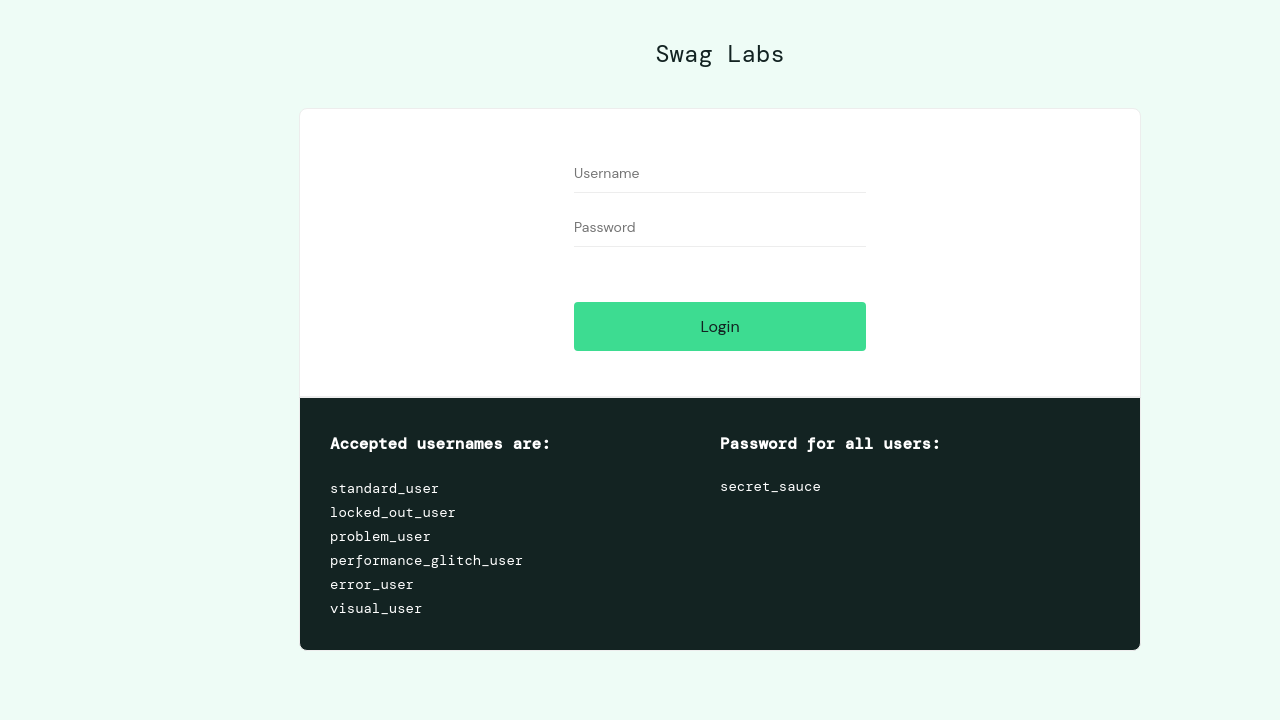 Swag Labs
Username
Password
Login
Accepted usernames are:
standard_user
locked_out_user
problem_user
performance_glitch_user
error_user
visual_user
Password for all users:
secret_sauce